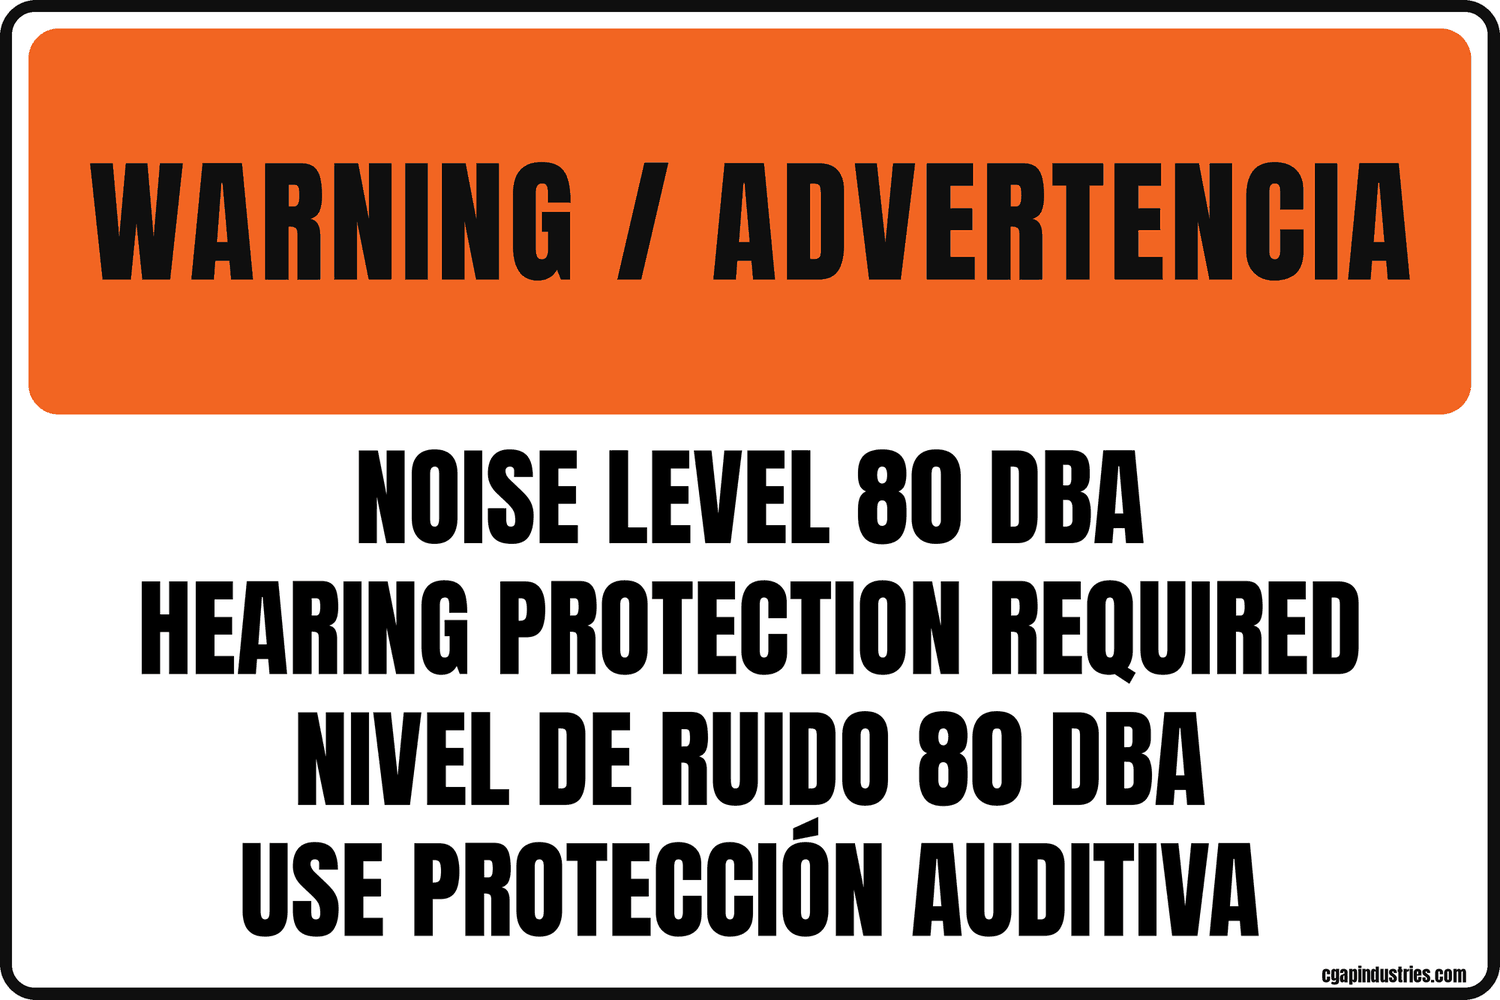 WARNING / ADVERTENCIA
NOISE LEVEL 80 DBA
HEARING PROTECTION REQUIRED
NIVEL DE RUIDO 80 DBA
USE PROTECCIÓN AUDITIVA
cgapindustries.com